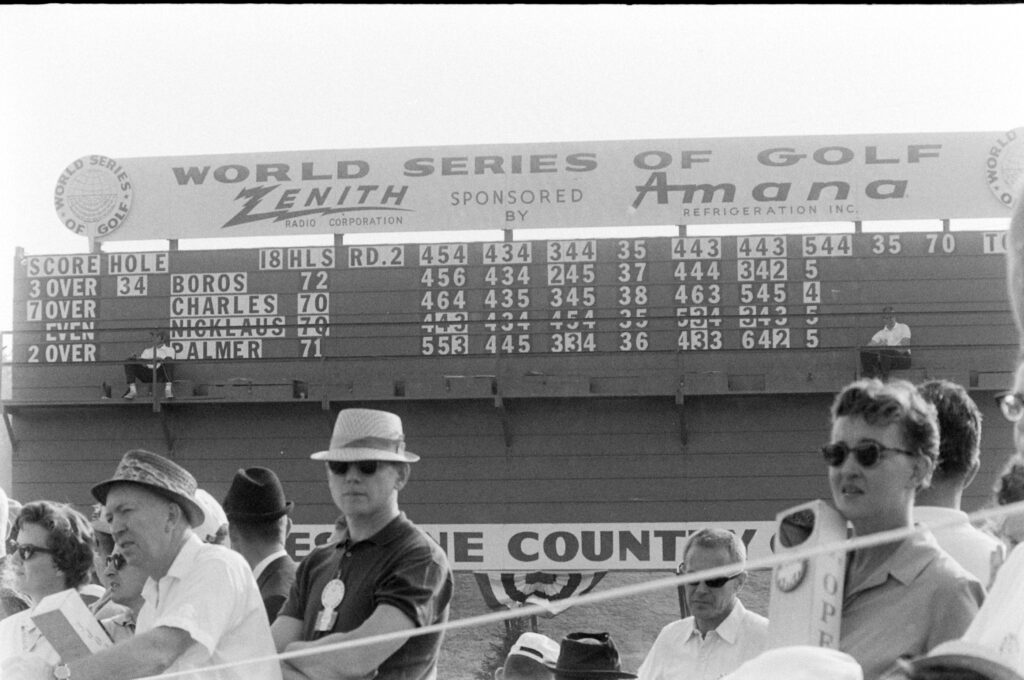 WORLD SERIES OF GOLF
WORLD SERIES OF GOLF
WORLD
ZENITH SPONSORED Amana
RADIO CORPORATION BY REFRIGERATION INC.
SCORE HOLE 18 HLS RD. 2 454 434 344 35 443 443 544 35 70
3 OVER 34 BOROS 72 456 434 245 37 444 342 5
7 OVER CHARLES 70 464 435 345 38 463 545 4
EVEN NICKLAUS 70 443 434 454 35 534 343 5
2 OVER PALMER 71 553 445 334 36 433 642 5
COUNTRY
OPE